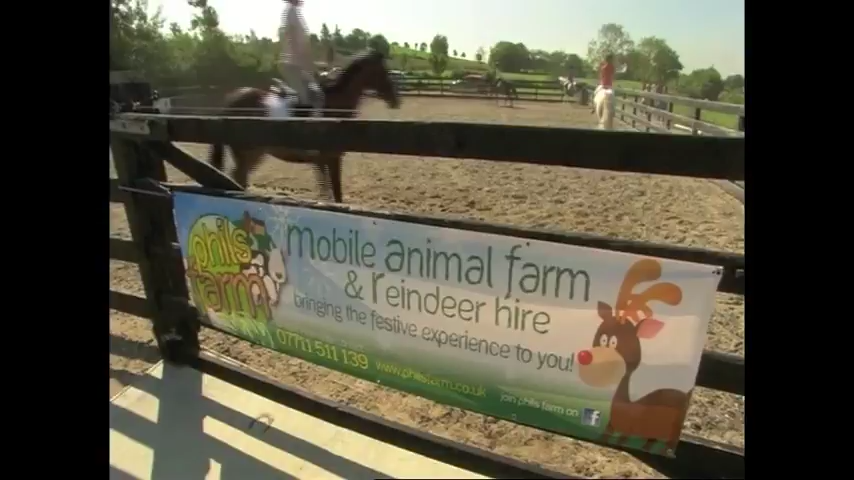 phils farm
mobile animal farm
& reindeer hire
bringing the festive experience to you!
07711 511 139 www.philsfarm.co.uk
join phils farm on f